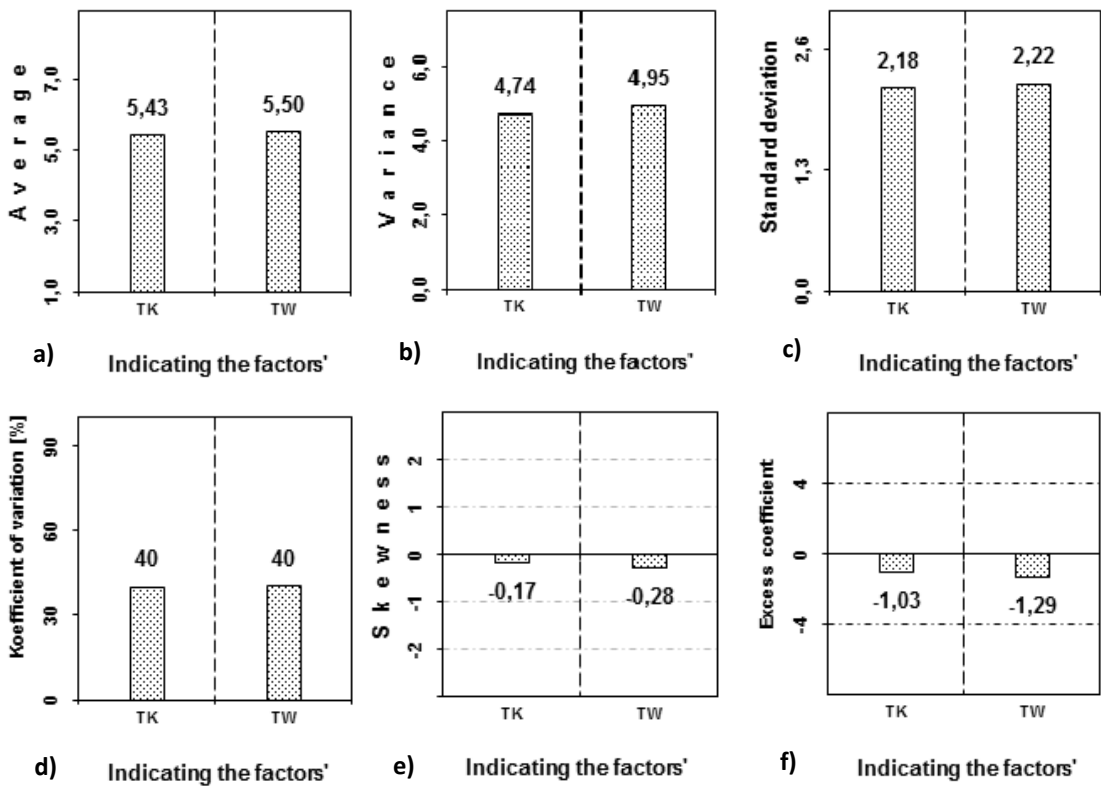 Average
7,0
5,0
3,0
1,0
5,43
5,50
TK
TW
a)
Indicating the factors'
Variance
6,0
4,0
2,0
0,0
4,74
4,95
TK
TW
b)
Indicating the factors'
Standard deviation
2,6
1,3
0,0
2,18
2,22
TK
TW
c)
Indicating the factors'
Koefficient of variation [%]
90
60
30
0
40
40
TK
TW
d)
Indicating the factors'
Skewness
2
1
0
-1
-2
-0,17
-0,28
TK
TW
e)
Indicating the factors'
Excess coefficient
4
0
-4
-1,03
-1,29
TK
TW
f)
Indicating the factors'